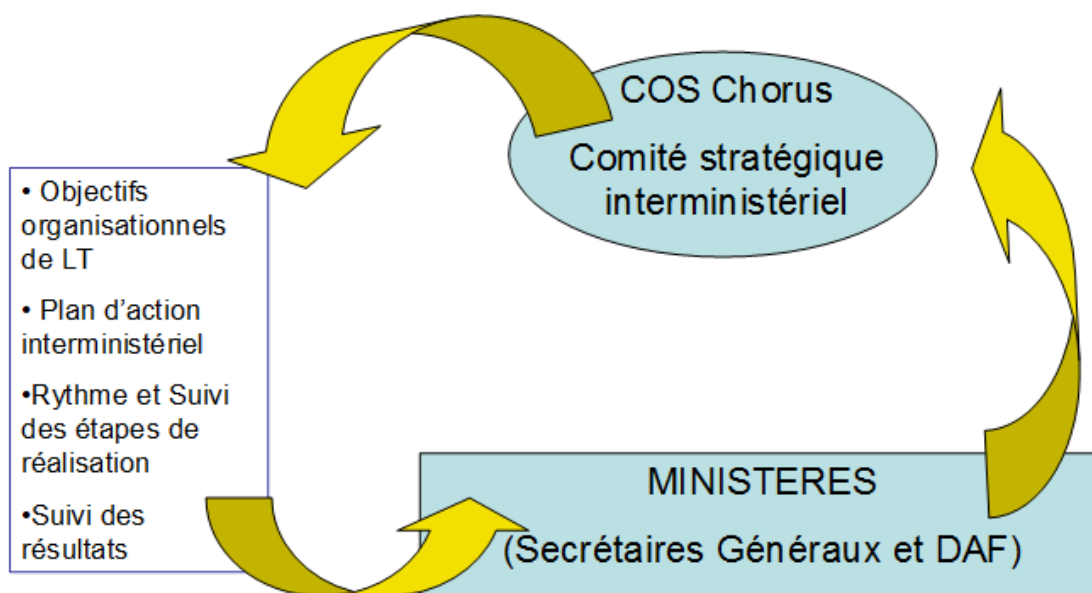 COS Chorus
Comité stratégique
interministériel
• Objectifs
organisationnels
de LT
• Plan d'action
interministériel
•Rythme et Suivi
des étapes de
réalisation
•Suivi des
résultats
MINISTERES
(Secrétaires Généraux et DAF)